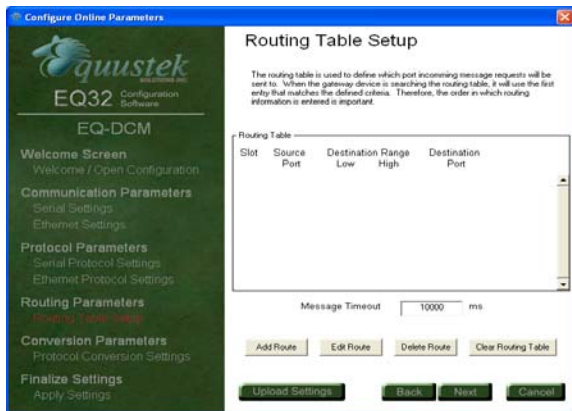 Configure Online Parameters
Equustek
SOLUTIONS INC.
EQ32 Configuration Software
EQ-DCM
Welcome Screen
Welcome / Open Configuration
Communication Parameters
Serial Settings
Ethernet Settings
Protocol Parameters
Serial Protocol Settings
Ethernet Protocol Settings
Routing Parameters
Routing Table Setup
Conversion Parameters
Protocol Conversion Settings
Finalize Settings
Apply Settings
Routing Table Setup
The routing table is used to define which port incomming message requests will be
sent to. When the gateway device is searching the routing table, it will use the first
entry that matches the defined criteria. Therefore, the order in which routing
information is entered is important.
Routing Table
Slot Source Port Destination Range Low High Destination Port
Message Timeout 10000 ms
Add Route Edit Route Delete Route Clear Routing Table
Upload Settings Back Next Cancel